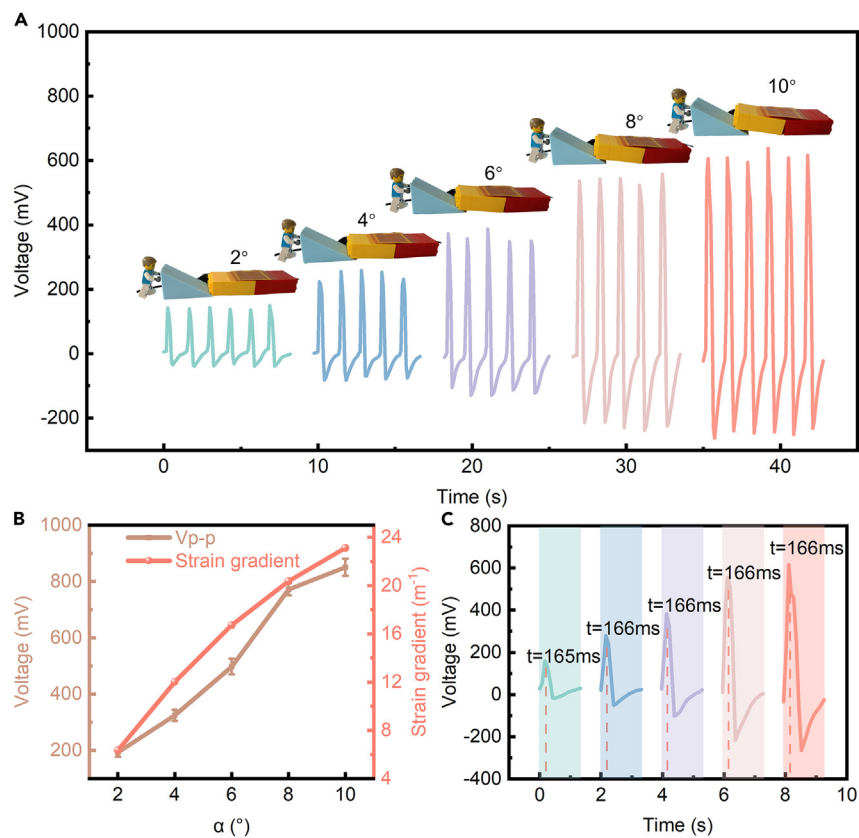 A
1000
800
600
400
200
0
-200
Voltage (mV)
2°
4°
6°
8°
10°
0
10
20
30
40
Time (s)
B
1000
800
600
400
200
Voltage (mV)
Vp-p
Strain gradient
24
20
16
12
8
4
Strain gradient (m⁻¹)
2
4
6
8
10
α (°)
C
800
600
400
200
0
-200
-400
Voltage (mV)
t=165ms
t=166ms
t=166ms
t=166ms
t=166ms
0
2
4
6
8
10
Time (s)